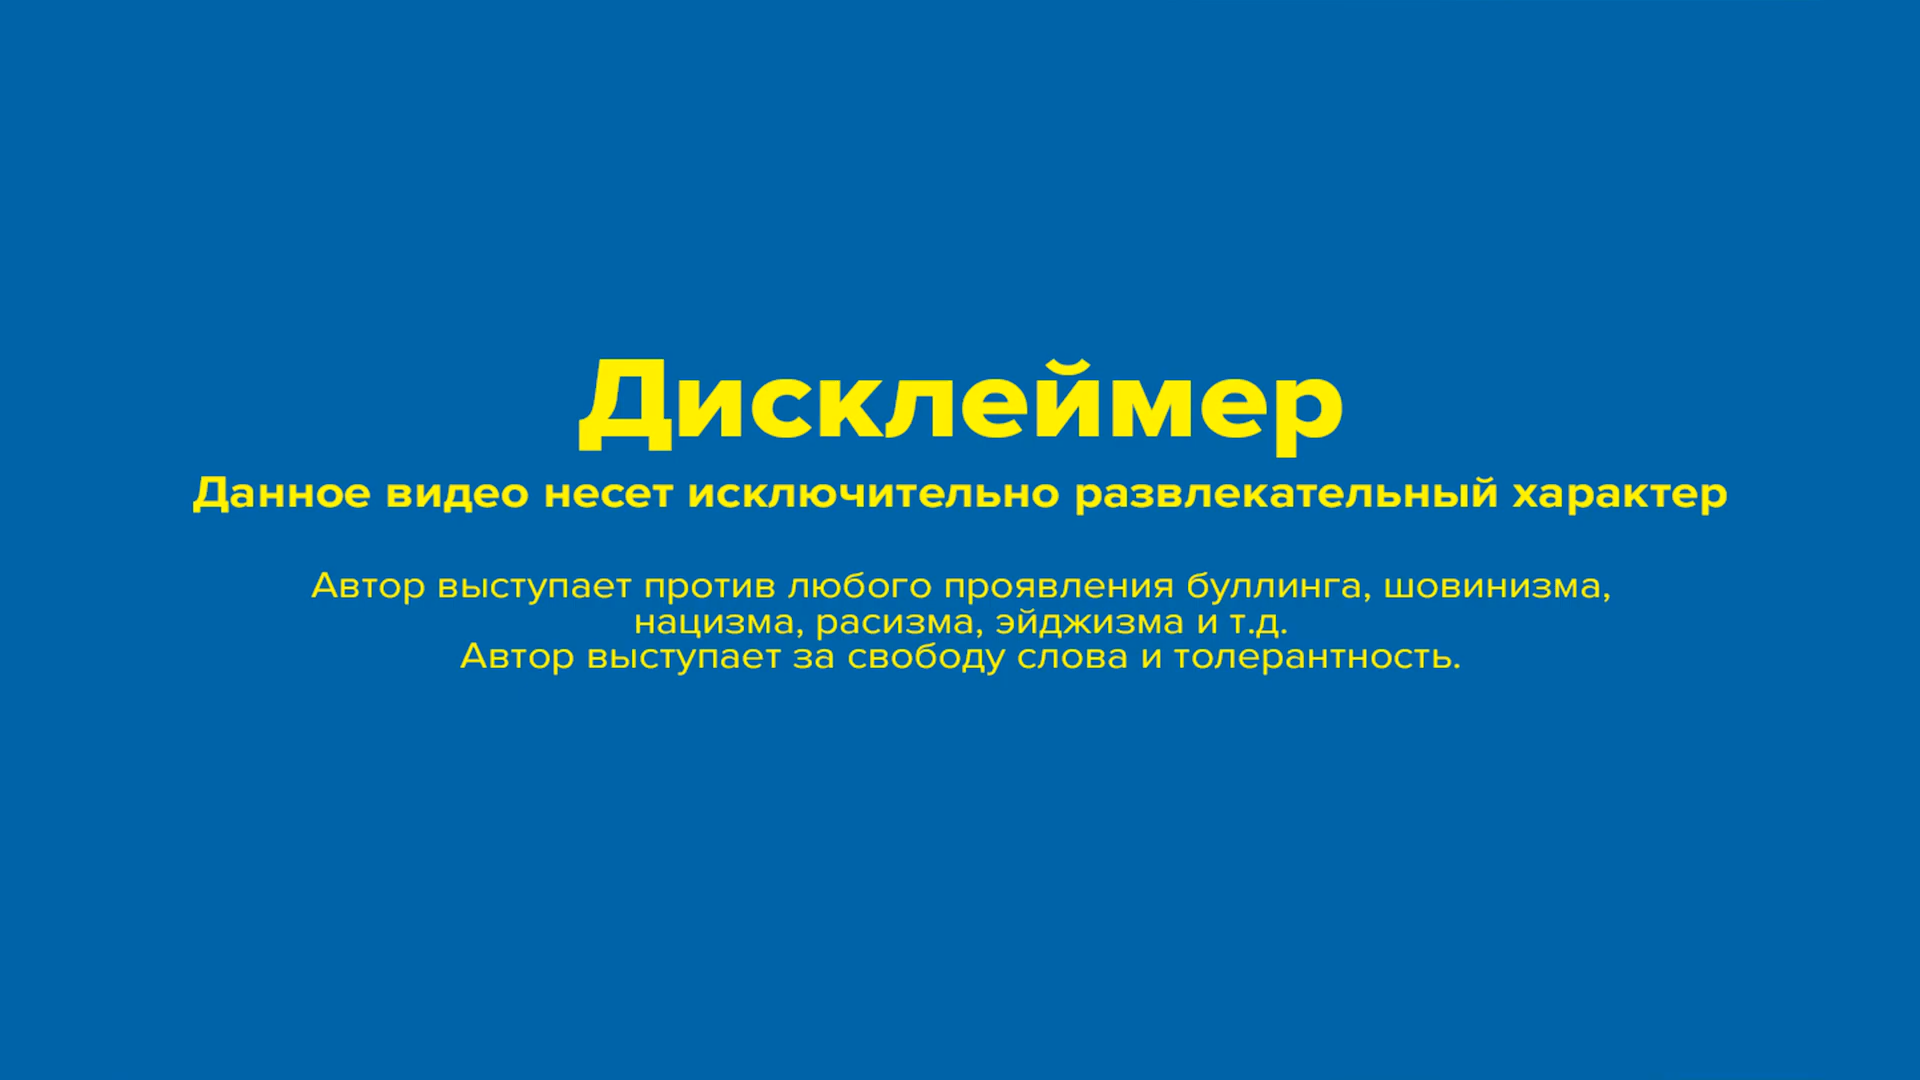 Дисклеймер
Данное видео несет исключительно развлекательный характер
Автор выступает против любого проявления буллинга, шовинизма,
нацизма, расизма, эйджизма и т.д.
Автор выступает за свободу слова и толерантность.